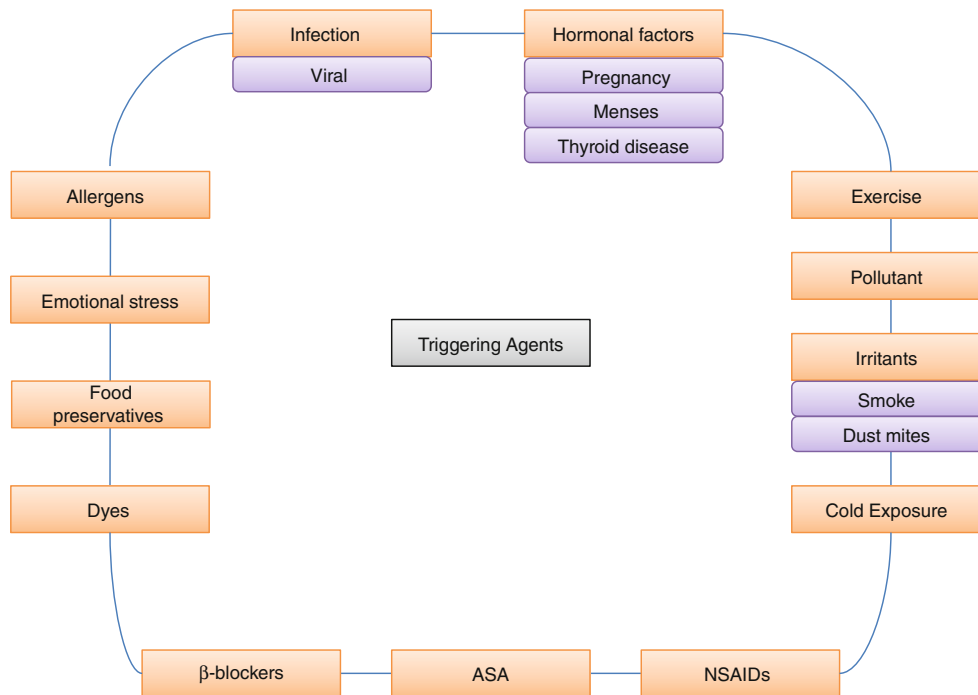 Infection
Viral
Hormonal factors
Pregnancy
Menses
Thyroid disease
Allergens
Exercise
Emotional stress
Pollutant
Triggering Agents
Irritants
Smoke
Dust mites
Food
preservatives
Dyes
Cold Exposure
β-blockers
ASA
NSAIDs